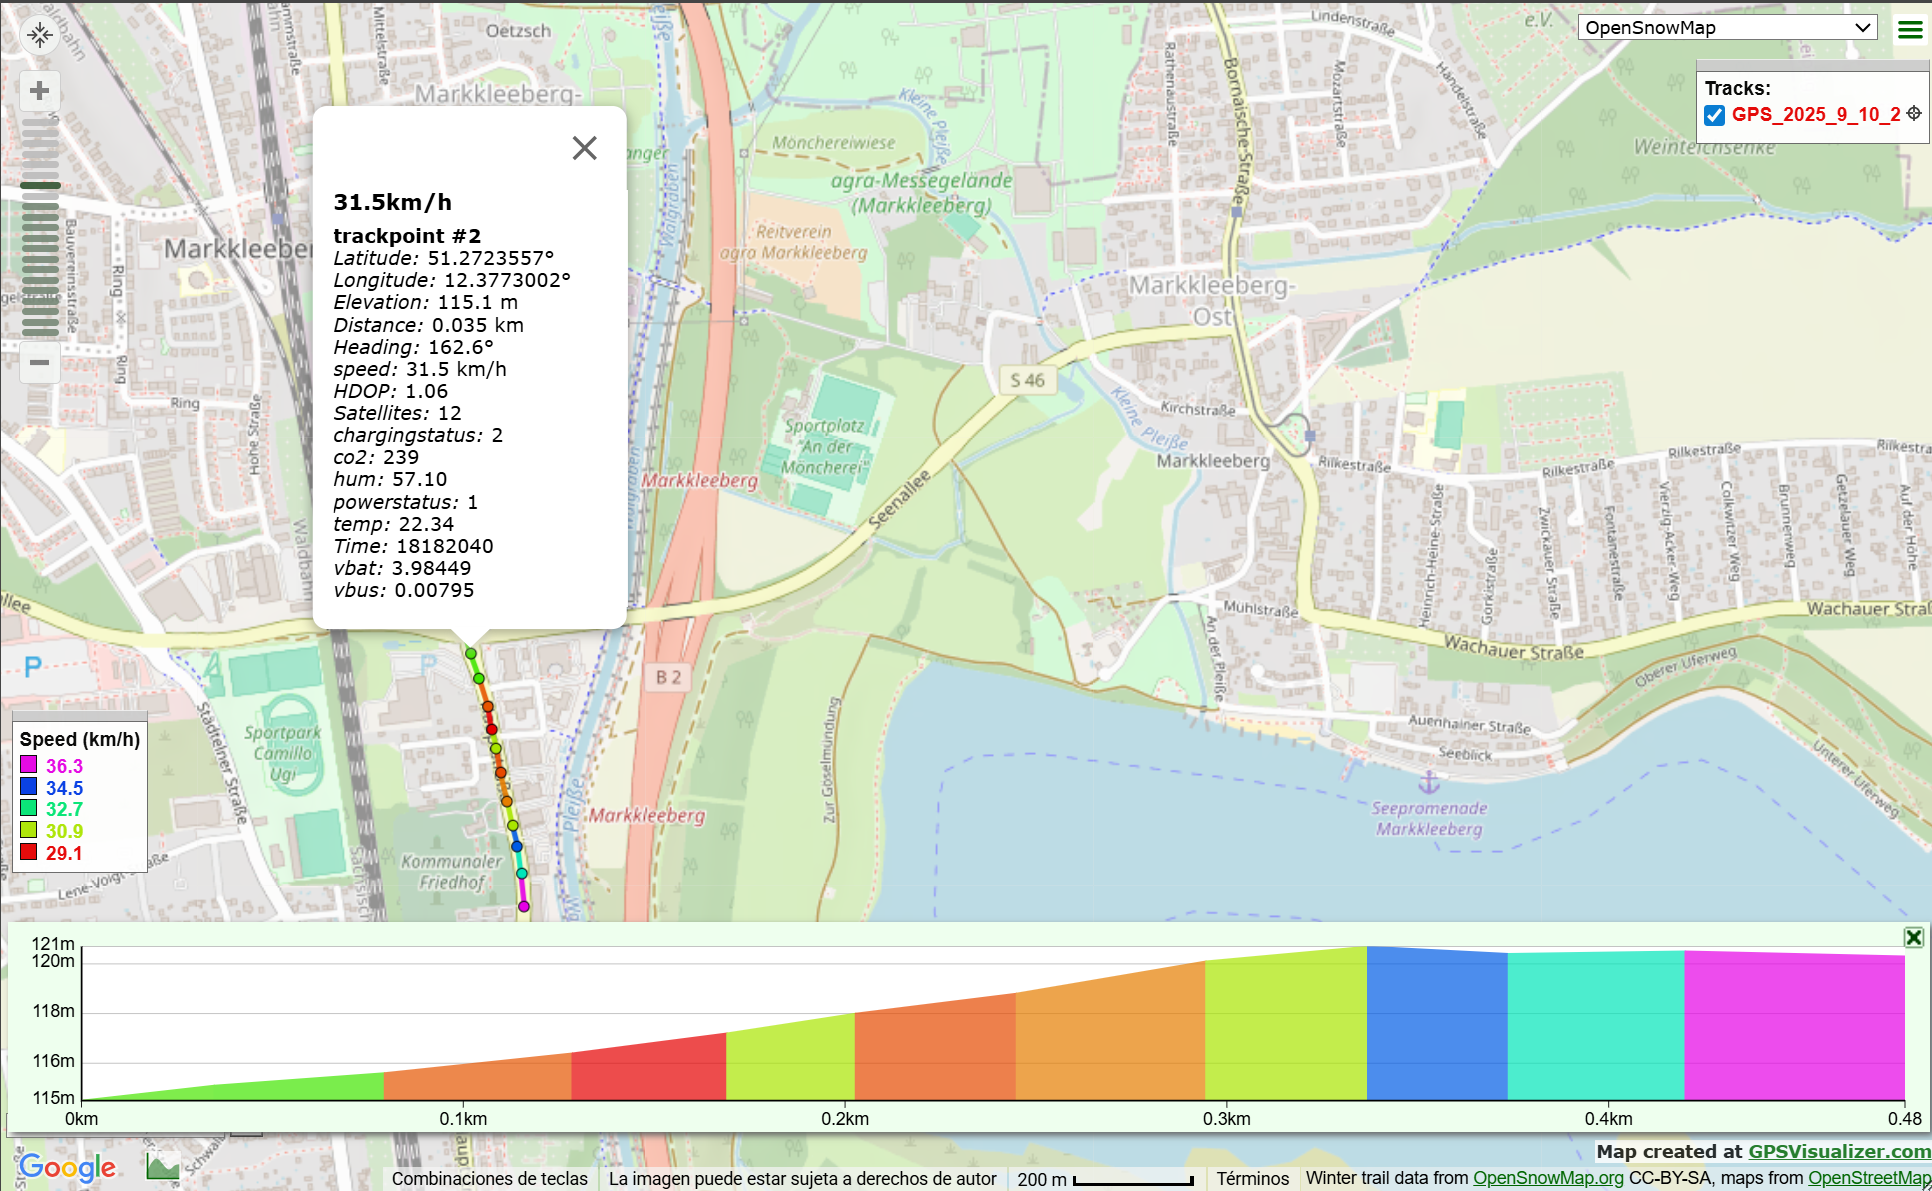 Oetzsch
Lindenstraße
e.V.
OpenSnowMap
Mittelstraße
Rathenaustraße
Bornaische-Straße
Mozartstraße
Händelstraße
Markkleeberg-
Kleine Pleiße
Tracks:
GPS_2025_9_10_2
Mönchereiwiese
Weinteichsenke
anger
agra-Messegelände
(Markkleeberg)
31.5km/h
trackpoint #2
Latitude: 51.2723557°
Longitude: 12.3773002°
Elevation: 115.1 m
Distance: 0.035 km
Heading: 162.6°
speed: 31.5 km/h
HDOP: 1.06
Satellites: 12
chargingstatus: 2
co2: 239
hum: 57.10
powerstatus: 1
temp: 22.34
Time: 18182040
vbat: 3.98449
vbus: 0.00795
Reitverein
agra Markkleeberg
Markkleeber
Bauvereinsstraße
Ring
Ring
Ring
Hohe Straße
Waldbahn
Markkleeberg-
Ost
S 46
Kleine Pleiße
Kirchstraße
Sportplatz
An der
Möncherei"
Markkleeberg
Markkleeberg
Rilkestraße
Rilkestraße
Rilkestraße
Rilkestra
Seenallee
Heinrich-Heine-Straße
Gorkistraße
Zwickauer Straße
Fontanestraße
Vierzig-Acker-Weg
Colkwitzer Weg
Brunnenweg
Getzelauer Weg
Auf der Höhe
llee
Mühlstraße
An der Pleiße
Wachauer Straß
Wachauer Straße
Oberer Uferweg
P
P
B 2
Städtelner Straße
Sportpark
Camillo
Ugi
Zur Göselmündung
Auenhainer Straße
Seeblick
Unterer Uferweg
Speed (km/h)
36.3
34.5
32.7
30.9
29.1
Pleiße
Markkleeberg
Seepromenade
Markkleeberg
Kommunaler
Friedhof
Lene-Voigt-Straße
121m
120m
118m
116m
115m
0km
0.1km
0.2km
0.3km
0.4km
0.48
Map created at GPSVisualizer.com
Google
Combinaciones de teclas
La imagen puede estar sujeta a derechos de autor
200 m
Términos
Winter trail data from OpenSnowMap.org CC-BY-SA, maps from OpenStreetMap